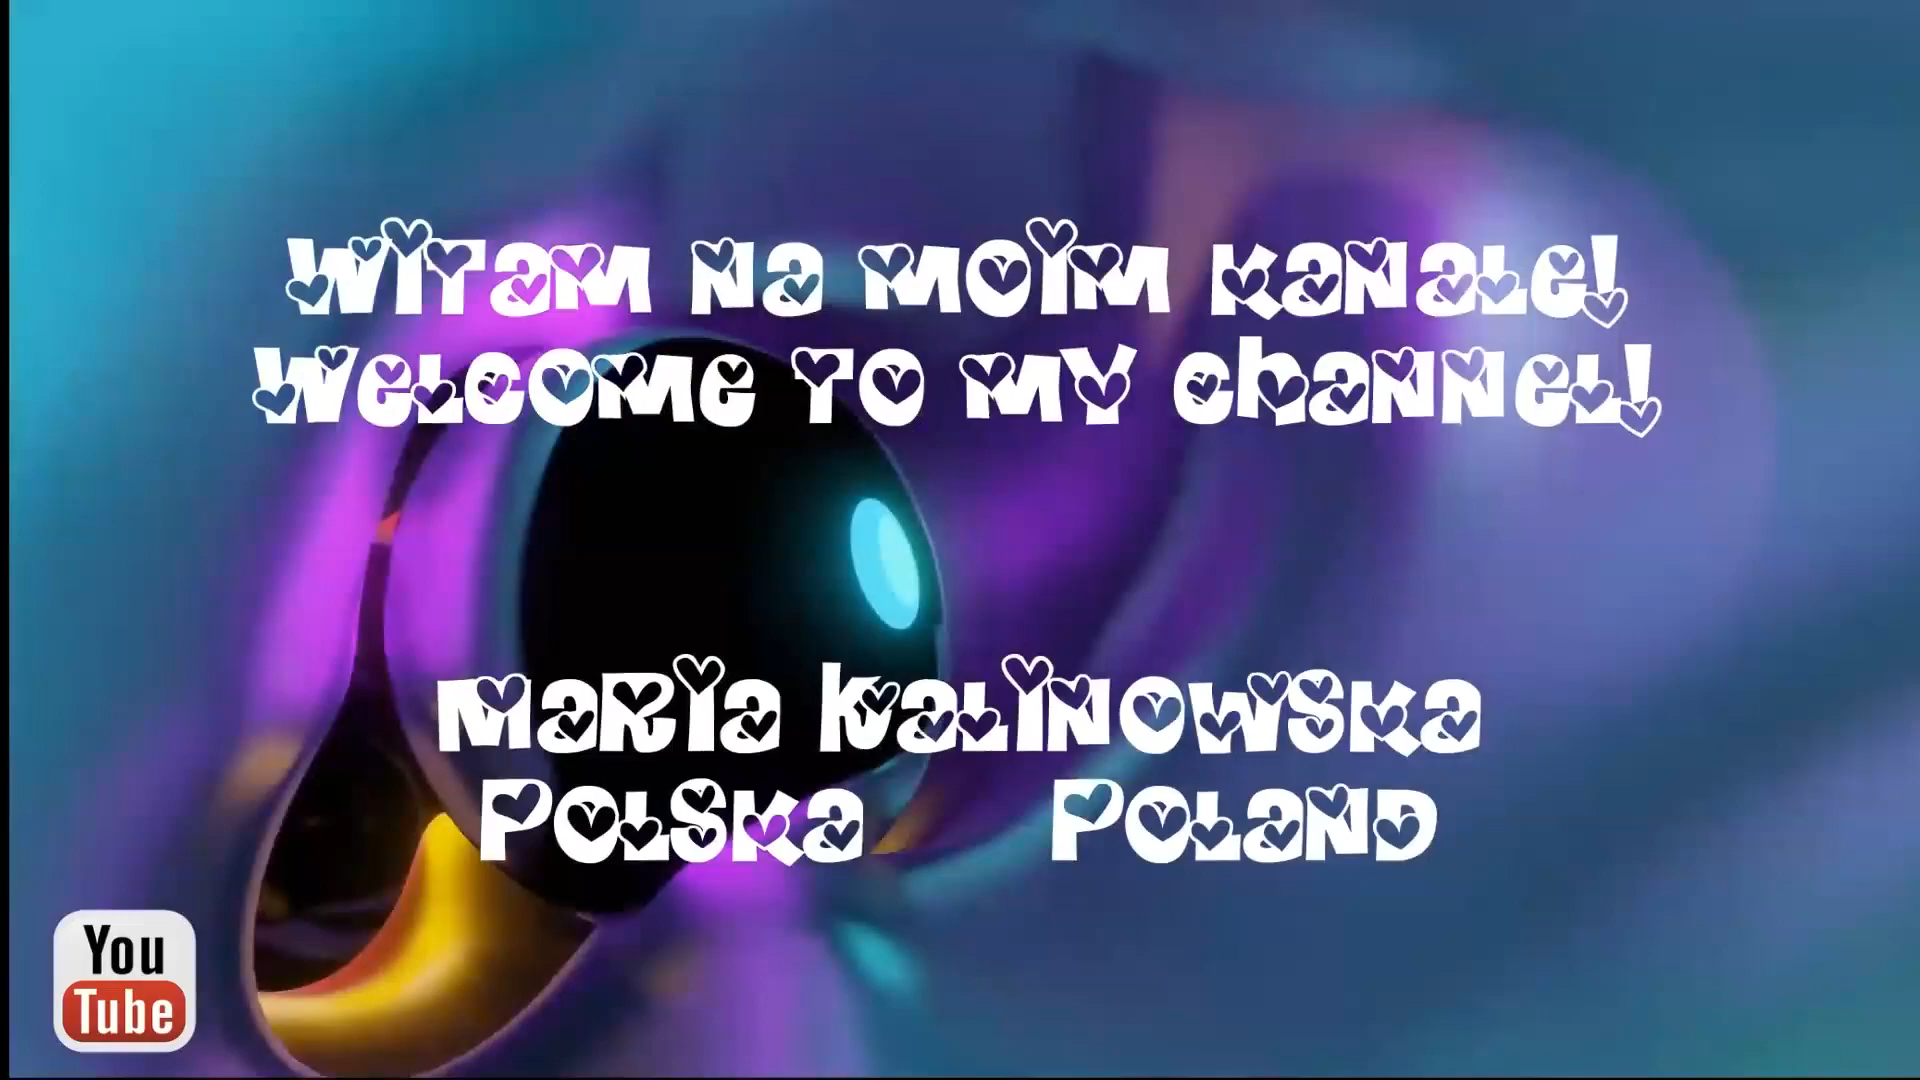 Witam na moim kanale!
Welcome to my channel!
Maria Kalinowska
Polska Poland
You
Tube